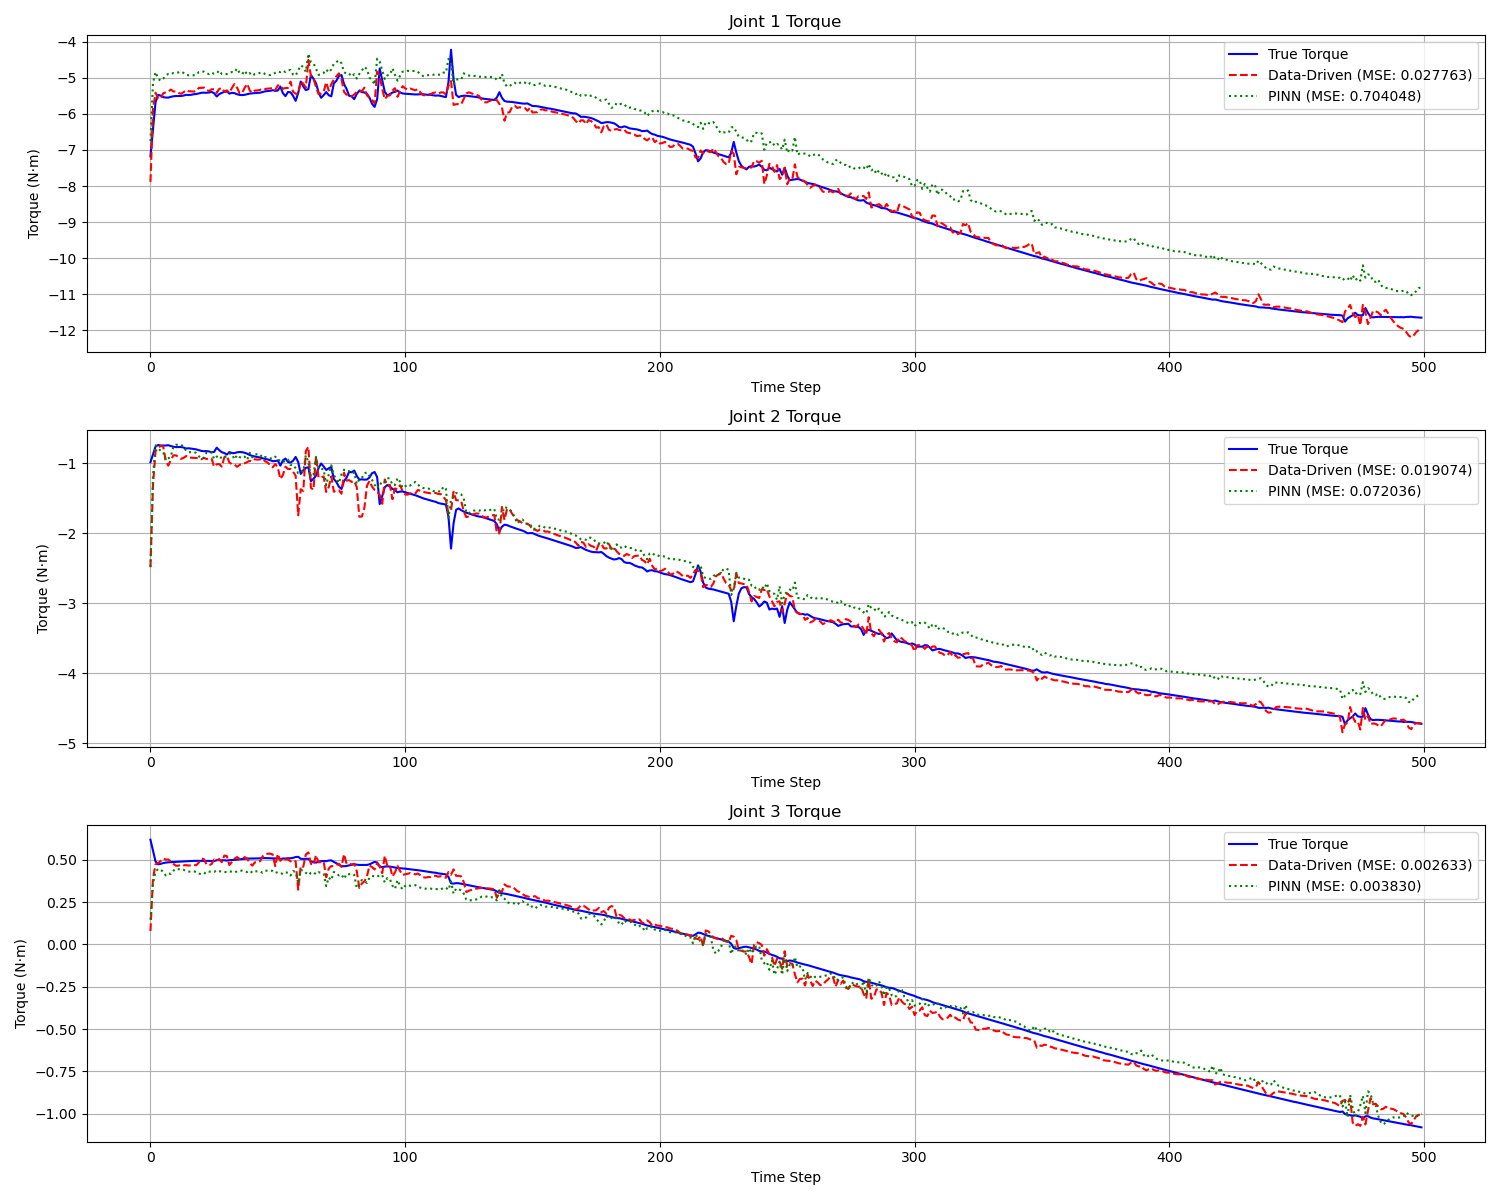 Joint 1 Torque
True Torque
Data-Driven (MSE: 0.027763)
PINN (MSE: 0.704048)
Torque (N·m)
−4
−5
−6
−7
−8
−9
−10
−11
−12
0 100 200 300 400 500
Time Step
Joint 2 Torque
True Torque
Data-Driven (MSE: 0.019074)
PINN (MSE: 0.072036)
Torque (N·m)
−1
−2
−3
−4
−5
0 100 200 300 400 500
Time Step
Joint 3 Torque
True Torque
Data-Driven (MSE: 0.002633)
PINN (MSE: 0.003830)
Torque (N·m)
0.50
0.25
0.00
−0.25
−0.50
−0.75
−1.00
0 100 200 300 400 500
Time Step